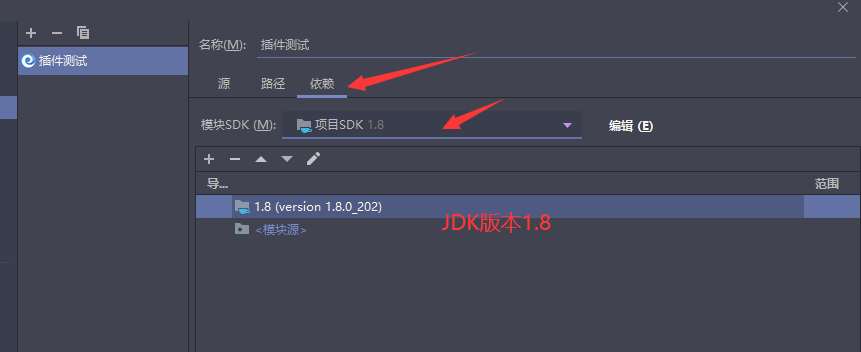 名称(M): 插件测试
插件测试
源 路径 依赖
模块SDK (M): 项目SDK 1.8 编辑 (E)
导... 范围
1.8 (version 1.8.0_202)
JDK版本1.8
<模块源>